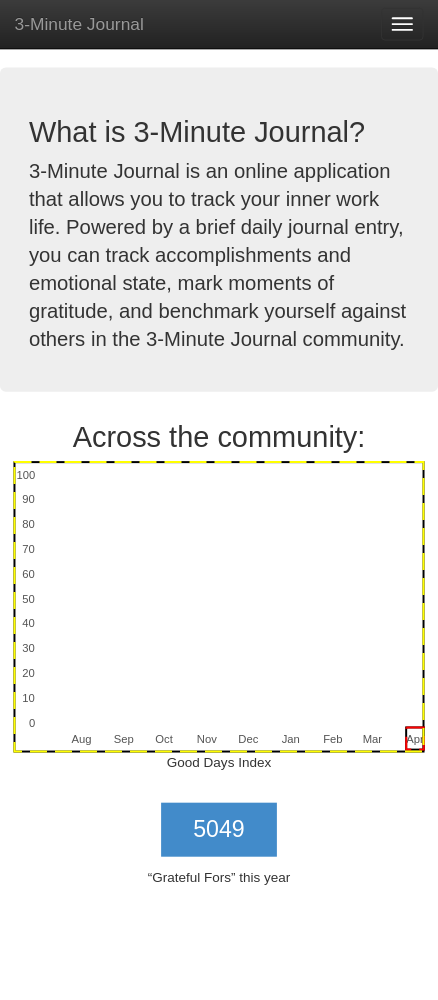 3-Minute Journal
What is 3-Minute Journal?
3-Minute Journal is an online application
that allows you to track your inner work
life. Powered by a brief daily journal entry,
you can track accomplishments and
emotional state, mark moments of
gratitude, and benchmark yourself against
others in the 3-Minute Journal community.
Across the community:
100
90
80
70
60
50
40
30
20
10
0
Aug Sep Oct Nov Dec Jan Feb Mar Apr
Good Days Index
5049
“Grateful Fors” this year